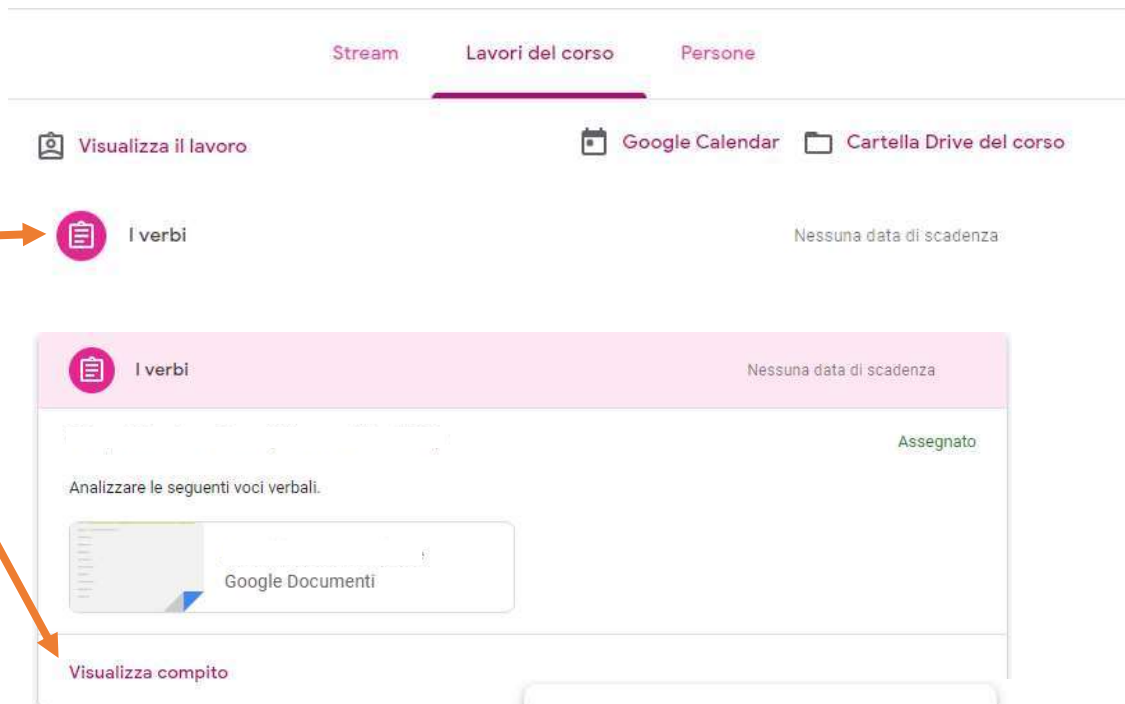 Stream Lavori del corso Persone
Visualizza il lavoro Google Calendar Cartella Drive del corso
I verbi Nessuna data di scadenza
I verbi Nessuna data di scadenza
Assegnato
Analizzare le seguenti voci verbali.
Google Documenti
Visualizza compito